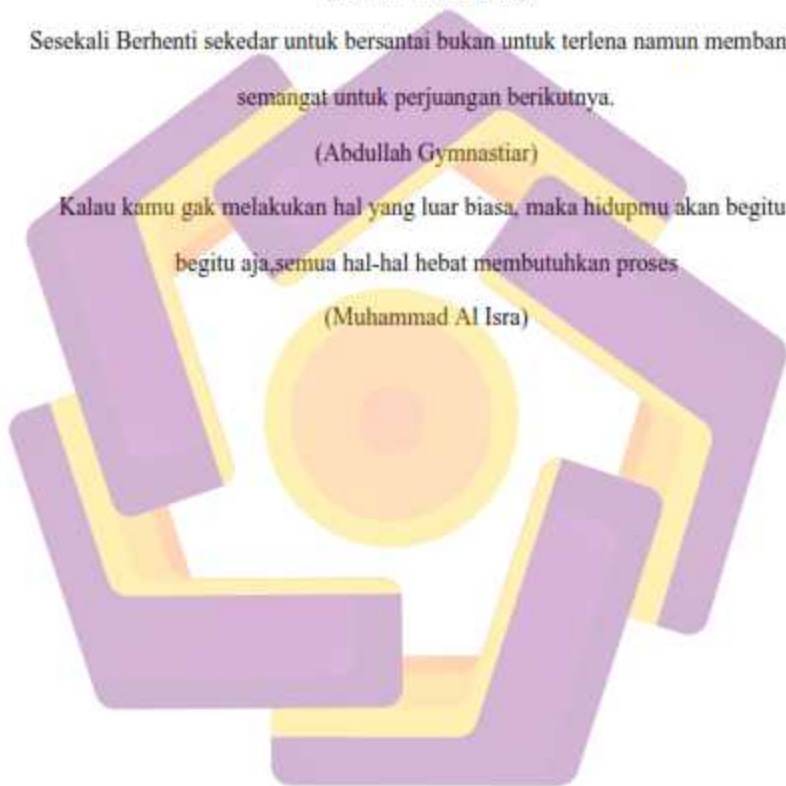 Sesekali Berhenti sekedar untuk bersantai bukan untuk terlena namun memban
semangat untuk perjuangan berikutnya.
(Abdullah Gymnastiar)
Kalau kamu gak melakukan hal yang luar biasa, maka hidupmu akan begitu
begitu aja,semua hal-hal hebat membutuhkan proses
(Muhammad Al Isra)